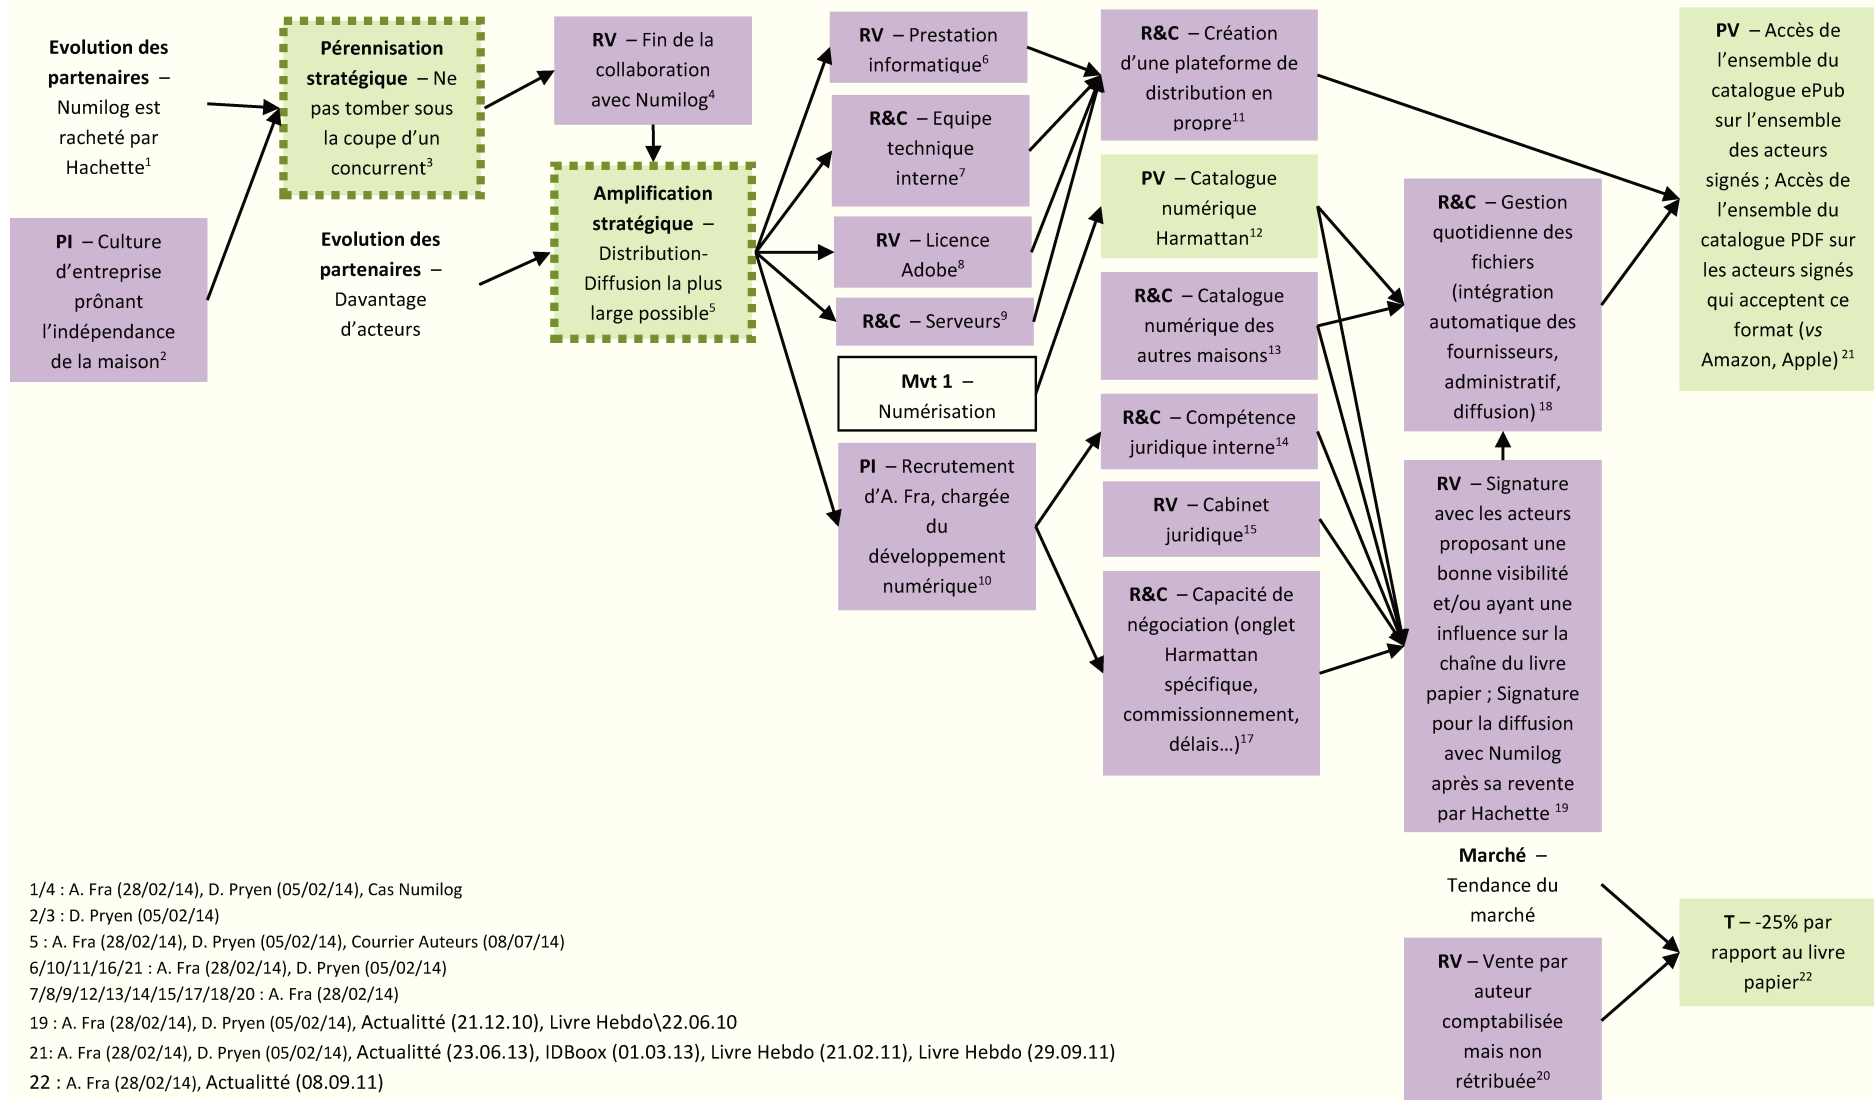 Evolution des
partenaires –
Numilog est
racheté par
Hachette1
PI – Culture
d’entreprise
prônant
l’indépendance
de la maison2
Pérennisation
stratégique – Ne
pas tomber sous
la coupe d’un
concurrent3
Evolution des
partenaires –
Davantage
d’acteurs
RV – Fin de la
collaboration
avec Numilog4
Amplification
stratégique –
Distribution-
Diffusion la plus
large possible5
RV – Prestation
informatique6
R&C – Equipe
technique
interne7
RV – Licence
Adobe8
R&C – Serveurs9
Mvt 1 –
Numérisation
PI – Recrutement
d’A. Fra, chargée
du
développement
numérique10
R&C – Création
d’une plateforme de
distribution en
propre11
PV – Catalogue
numérique
Harmattan12
R&C – Catalogue
numérique des
autres maisons13
R&C – Compétence
juridique interne14
RV – Cabinet
juridique15
R&C – Capacité de
négociation (onglet
Harmattan
spécifique,
commissionnement,
délais…)17
R&C – Gestion
quotidienne des
fichiers
(intégration
automatique des
fournisseurs,
administratif,
diffusion) 18
RV – Signature
avec les acteurs
proposant une
bonne visibilité
et/ou ayant une
influence sur la
chaîne du livre
papier ; Signature
pour la diffusion
avec Numilog
après sa revente
par Hachette 19
Marché –
Tendance du
marché
RV – Vente par
auteur
comptabilisée
mais non
rétribuée20
PV – Accès de
l’ensemble du
catalogue ePub
sur l’ensemble
des acteurs
signés ; Accès de
l’ensemble du
catalogue PDF sur
les acteurs signés
qui acceptent ce
format (vs
Amazon, Apple) 21
T – -25% par
rapport au livre
papier22
1/4 : A. Fra (28/02/14), D. Pryen (05/02/14), Cas Numilog
2/3 : D. Pryen (05/02/14)
5 : A. Fra (28/02/14), D. Pryen (05/02/14), Courrier Auteurs (08/07/14)
6/10/11/16/21 : A. Fra (28/02/14), D. Pryen (05/02/14)
7/8/9/12/13/14/15/17/18/20 : A. Fra (28/02/14)
19 : A. Fra (28/02/14), D. Pryen (05/02/14), Actualitté (21.12.10), Livre Hebdo\22.06.10
21: A. Fra (28/02/14), D. Pryen (05/02/14), Actualitté (23.06.13), IDBoox (01.03.13), Livre Hebdo (21.02.11), Livre Hebdo (29.09.11)
22 : A. Fra (28/02/14), Actualitté (08.09.11)